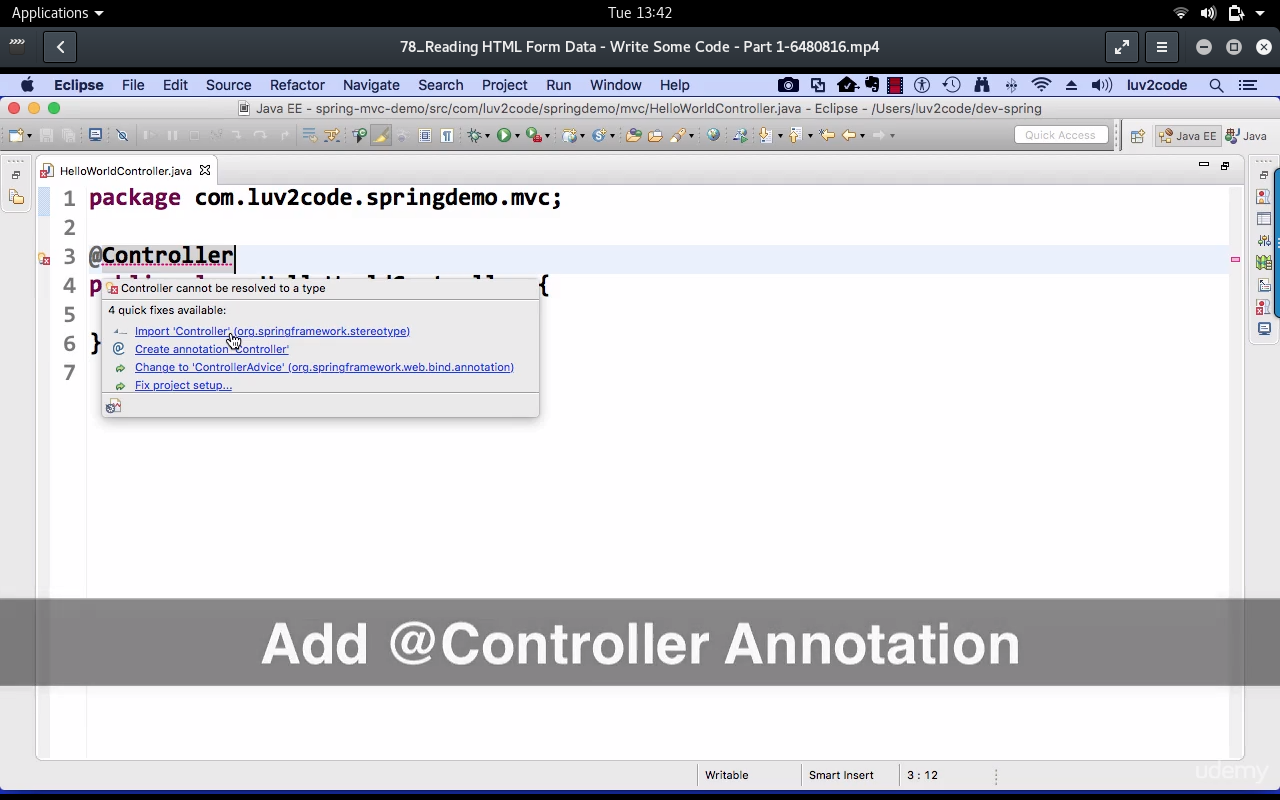 Applications
Tue 13:42
78_Reading HTML Form Data - Write Some Code - Part 1-6480816.mp4
Eclipse File Edit Source Refactor Navigate Search Project Run Window Help luv2code
Java EE - spring-mvc-demo/src/com/luv2code/springdemo/mvc/HelloWorldController.java - Eclipse - /Users/luv2code/dev-spring
Quick Access Java EE Java
HelloWorldController.java
1 package com.luv2code.springdemo.mvc;
2
3 @Controller
4 {
Controller cannot be resolved to a type
4 quick fixes available:
5
Import 'Controller' (org.springframework.stereotype)
6 }
Create annotation 'Controller'
Change to 'ControllerAdvice' (org.springframework.web.bind.annotation)
7
Fix project setup...
Add @Controller Annotation
Writable Smart Insert 3 : 12
udemy